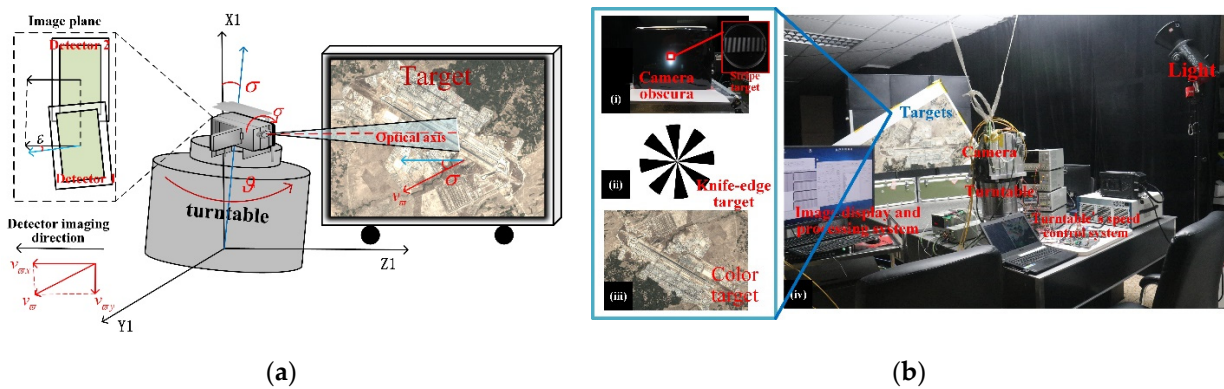 Image plane
Detector 2
ε
Detector 1
Detector imaging
direction
X1
σ
Target
Optical axis
σ
ϑ
turntable
Z1
Y1
(a)
(i)
Camera
obscura
Stripe
target
(ii)
Knife-edge
target
(iii)
Color
target
Light
Targets
Camera
Turntable
Image display and
processing system
Turntable's speed
control system
(iv)
(b)